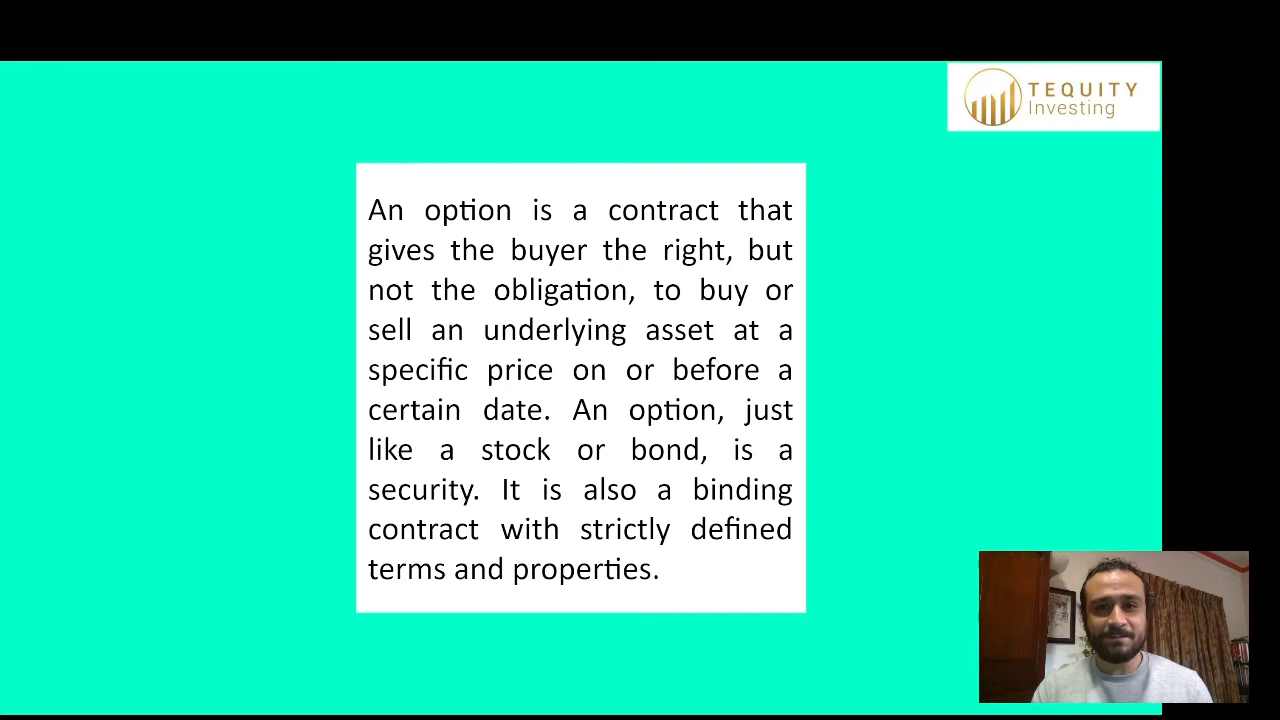 TEQUITY
Investing
An option is a contract that
gives the buyer the right, but
not the obligation, to buy or
sell an underlying asset at a
specific price on or before a
certain date. An option, just
like a stock or bond, is a
security. It is also a binding
contract with strictly defined
terms and properties.